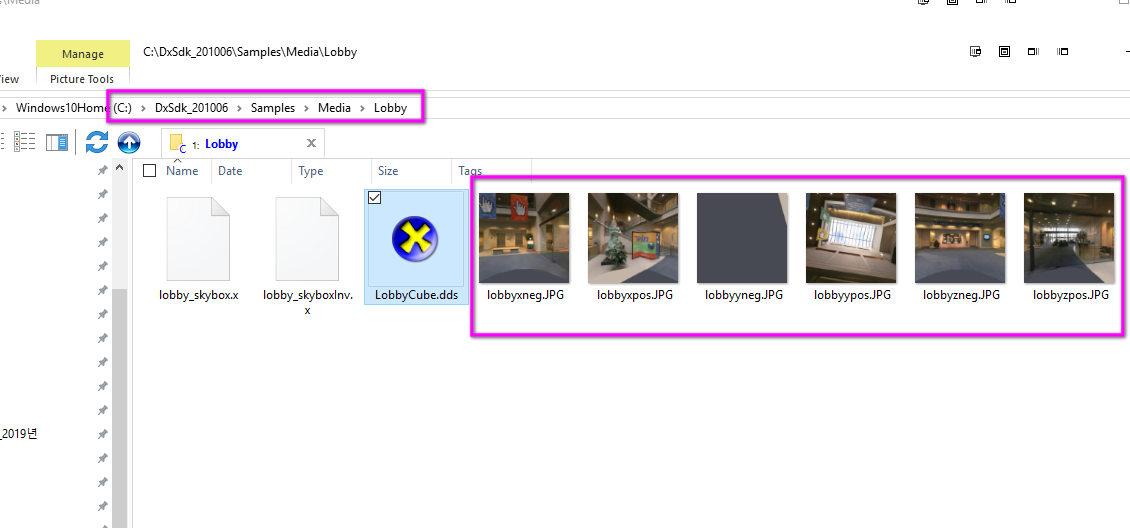 \Media
Manage
C:\DxSdk_201006\Samples\Media\Lobby
View
Picture Tools
Windows10Home (C:) > DxSdk_201006 > Samples > Media > Lobby
C 1: Lobby
Name Date Type Size Tags
lobby_skybox.x
lobby_skyboxInv.
x
LobbyCube.dds
lobbyxneg.JPG
lobbyxpos.JPG
lobbyyneg.JPG
lobbyypos.JPG
lobbyzneg.JPG
lobbyzpos.JPG
_2019년